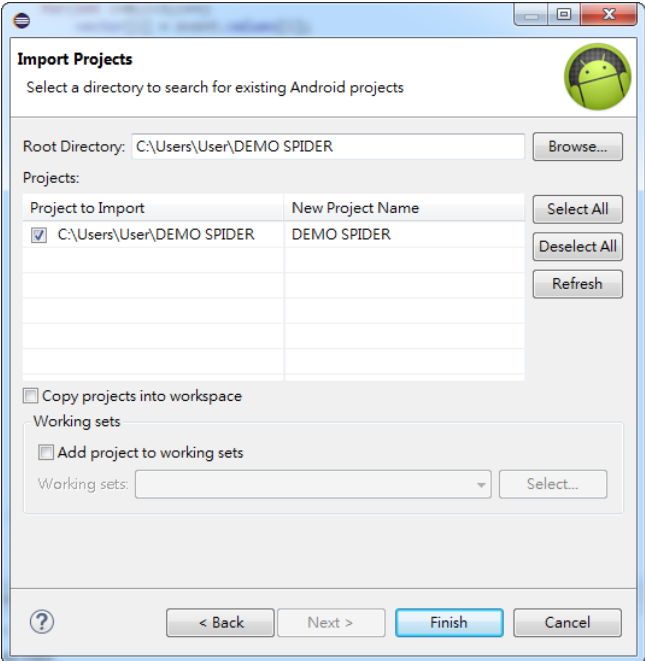 Import Projects
Select a directory to search for existing Android projects
Root Directory: C:\Users\User\DEMO SPIDER Browse...
Projects:
Project to Import New Project Name Select All
C:\Users\User\DEMO SPIDER DEMO SPIDER
Deselect All
Refresh
Copy projects into workspace
Working sets
Add project to working sets
Working sets: Select...
? < Back Next > Finish Cancel